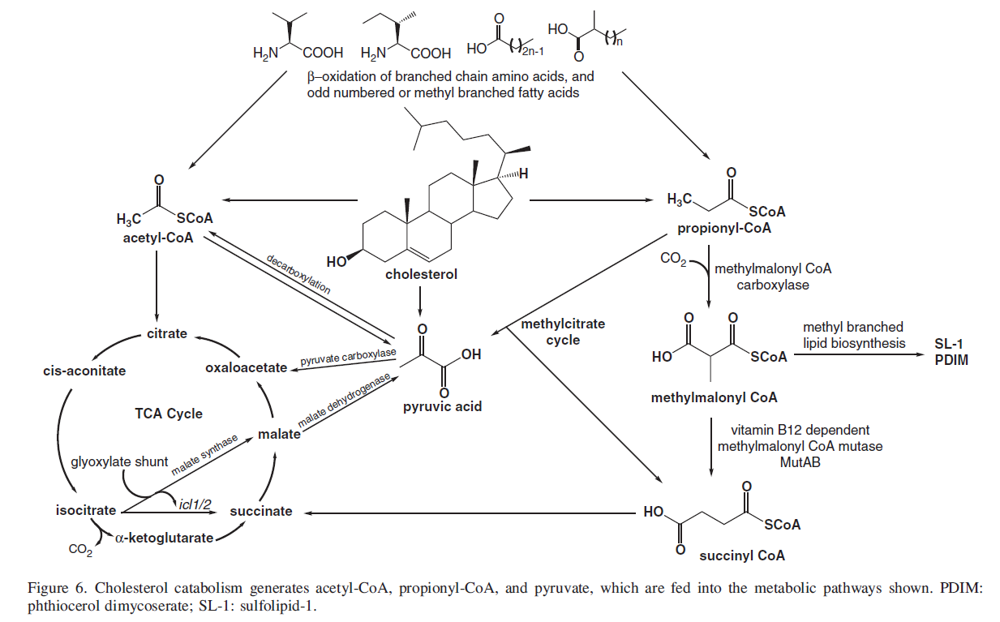 H₂N COOH H₂N COOH HO O 2n-1 HO O n
β–oxidation of branched chain amino acids, and
odd numbered or methyl branched fatty acids
H
O
H₃C SCoA
acetyl-CoA
HO
cholesterol
O
H₃C SCoA
propionyl-CoA
decarboxylation
CO₂
methylmalonyl CoA
carboxylase
citrate
cis-aconitate
oxaloacetate
pyruvate carboxylase
O
OH
O
pyruvic acid
methylcitrate
cycle
O O
HO SCoA
methylmalonyl CoA
methyl branched
lipid biosynthesis
SL-1
PDIM
TCA Cycle
malate
malate dehydrogenase
malate synthase
glyoxylate shunt
icl1/2
isocitrate
succinate
CO₂
α-ketoglutarate
vitamin B12 dependent
methylmalonyl CoA mutase
MutAB
O
HO
SCoA
O
succinyl CoA
Figure 6. Cholesterol catabolism generates acetyl-CoA, propionyl-CoA, and pyruvate, which are fed into the metabolic pathways shown. PDIM:
phthiocerol dimycoserate; SL-1: sulfolipid-1.